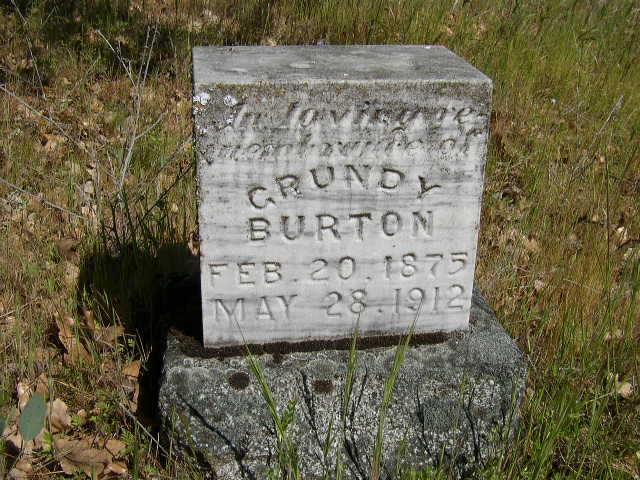 In loving re
membrance of
GRUNDY
BURTON
FEB. 20. 1875
MAY 28. 1912